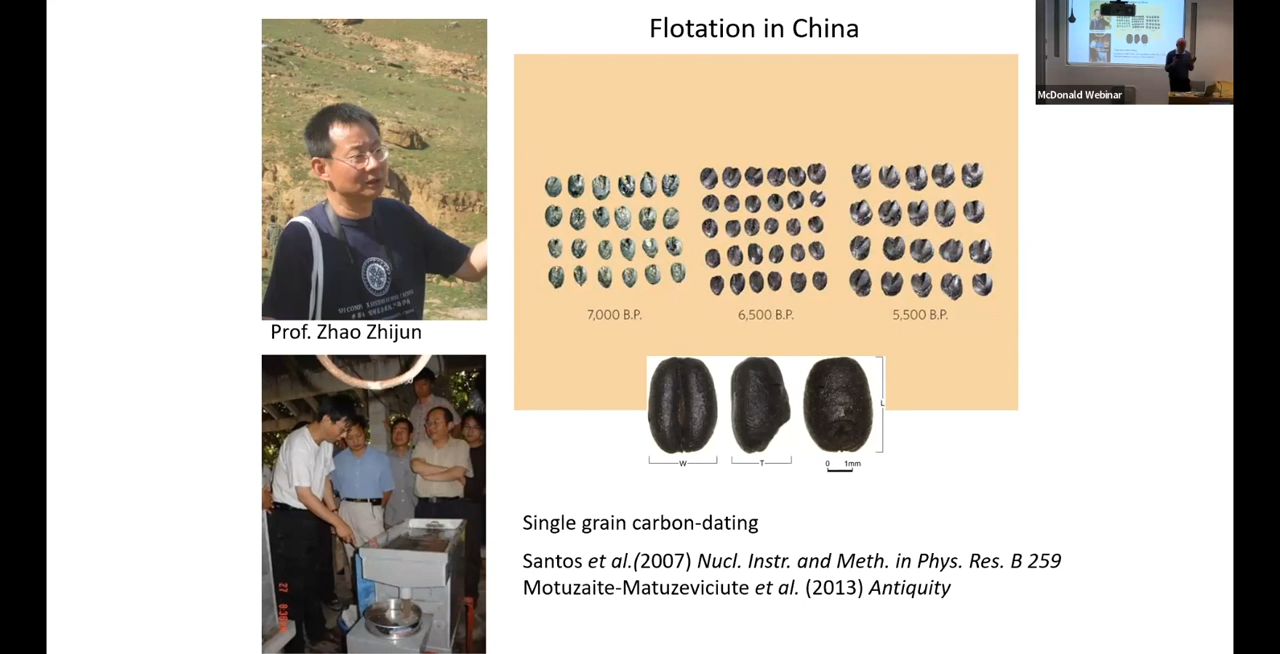 Flotation in China
McDonald Webinar
Prof. Zhao Zhijun
7,000 B.P.
6,500 B.P.
5,500 B.P.
L
W
T
0 1mm
Single grain carbon-dating
Santos et al.(2007) Nucl. Instr. and Meth. in Phys. Res. B 259
Motuzaite-Matuzeviciute et al. (2013) Antiquity